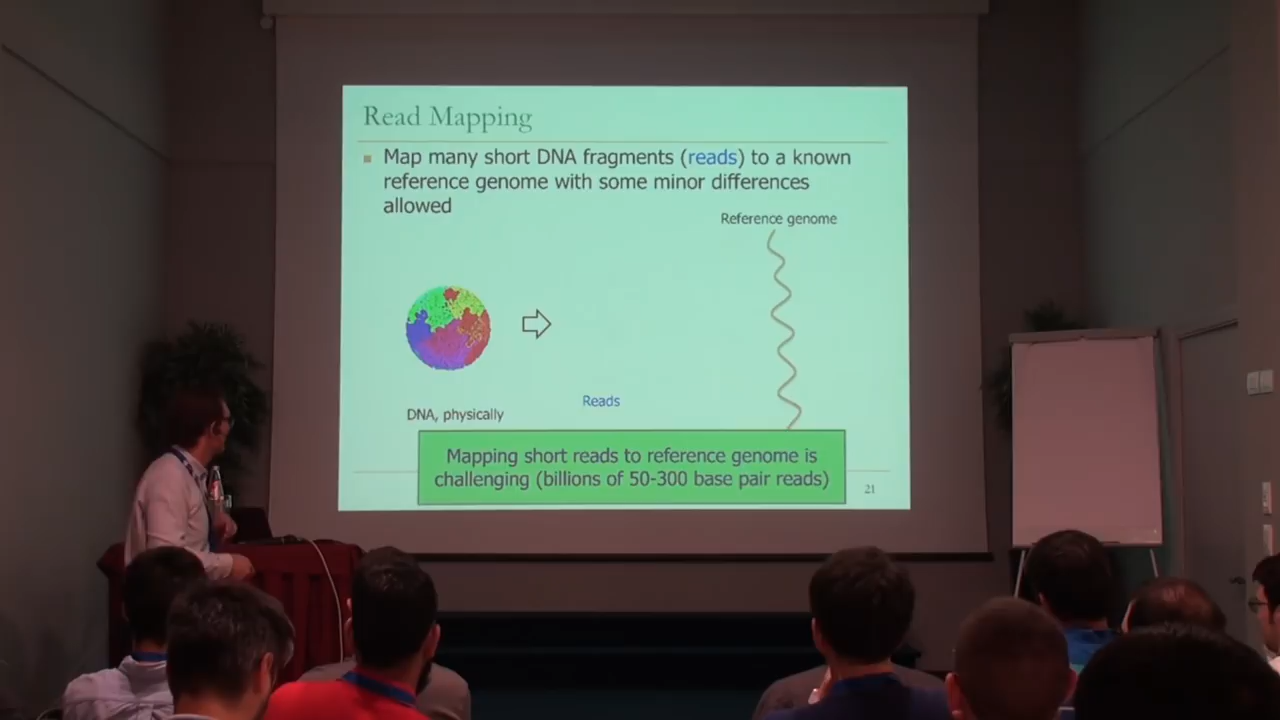 Read Mapping
Map many short DNA fragments (reads) to a known
reference genome with some minor differences
allowed
Reference genome
Reads
DNA, physically
Mapping short reads to reference genome is
challenging (billions of 50-300 base pair reads)
21